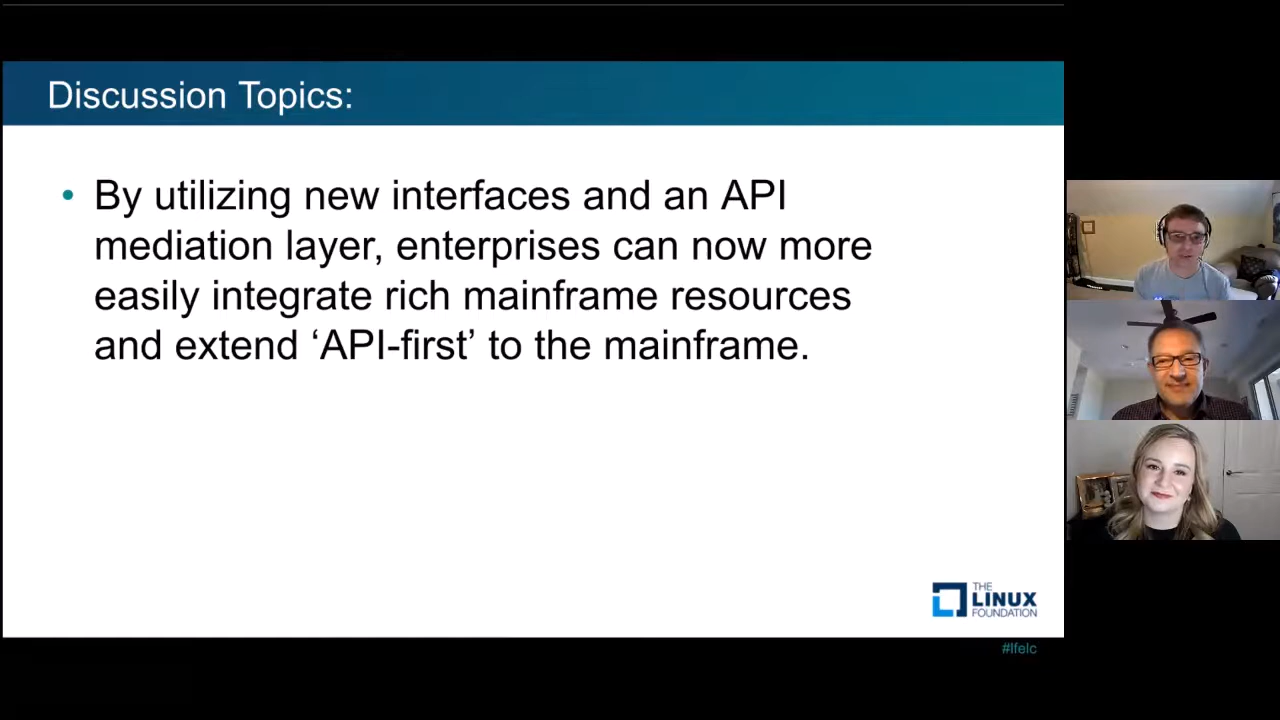 Discussion Topics:
• By utilizing new interfaces and an API
mediation layer, enterprises can now more
easily integrate rich mainframe resources
and extend ‘API-first’ to the mainframe.
THE
LINUX
FOUNDATION
#lfelc